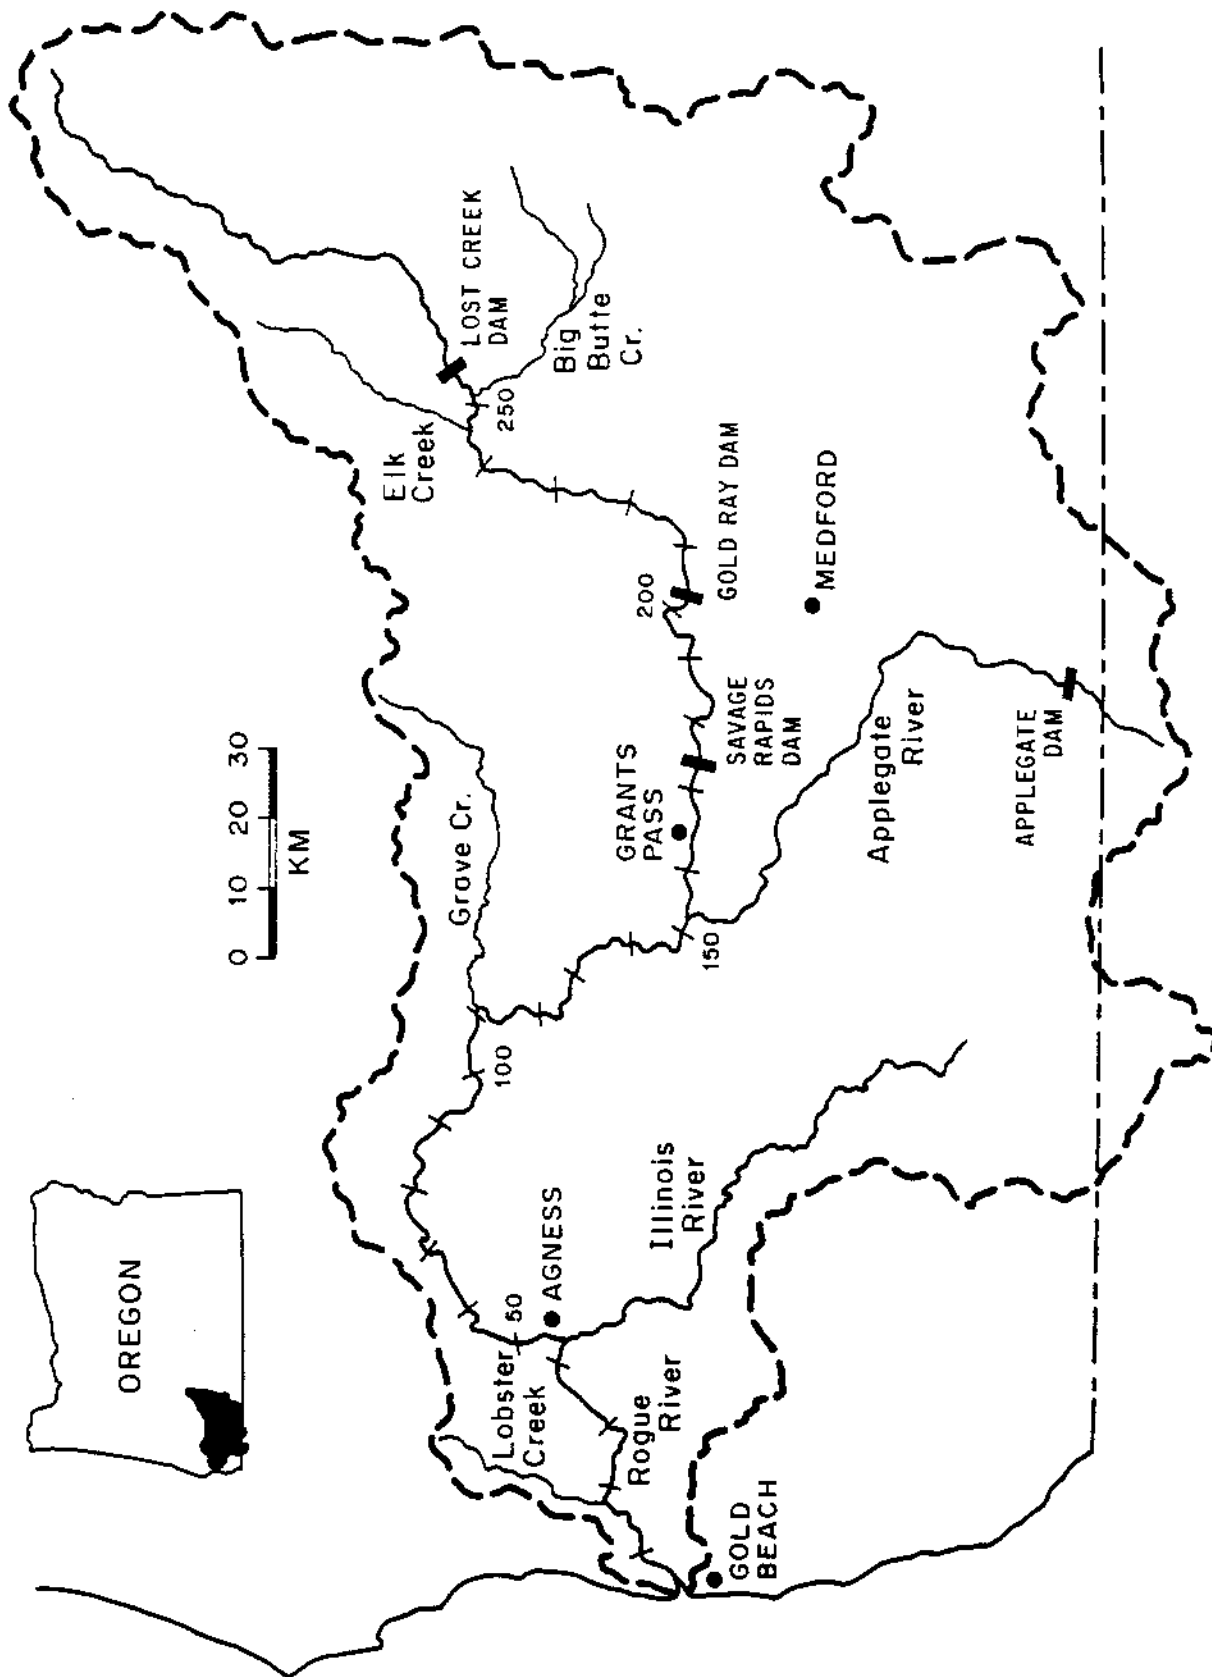 OREGON
0 10 20 30
KM
Elk
Creek
LOST CREEK
DAM
250
Big
Butte
Cr.
Grave Cr.
100
200
GOLD RAY DAM
GRANTS
PASS
SAVAGE
RAPIDS
DAM
MEDFORD
150
Applegate
River
APPLEGATE
DAM
50
AGNESS
Lobster
Creek
Illinois
River
Rogue
River
GOLD
BEACH